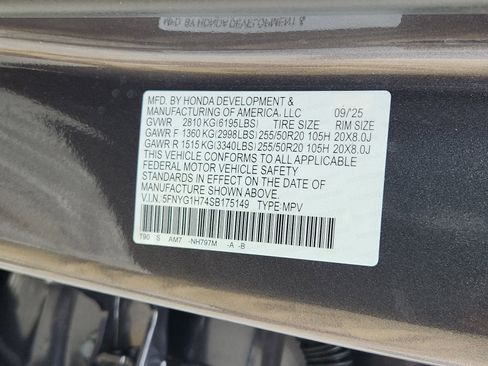 MFD. BY HONDA DEVELOPMENT &
MANUFACTURING OF AMERICA, LLC 09/'25
GVWR 2810 KG(6195LBS) TIRE SIZE RIM SIZE
GAWR F 1360 KG(2998LBS) 255/50R20 105H 20X8.0J
GAWR R 1515 KG(3340LBS) 255/50R20 105H 20X8.0J
THIS VEHICLE CONFORMS TO ALL APPLICABLE
FEDERAL MOTOR VEHICLE SAFETY
STANDARDS IN EFFECT ON THE DATE OF
MANUFACTURE SHOWN ABOVE.
V.I.N. 5FNYG1H74SB175149 TYPE:MPV
T90 S AM7 -NH797M -A -B